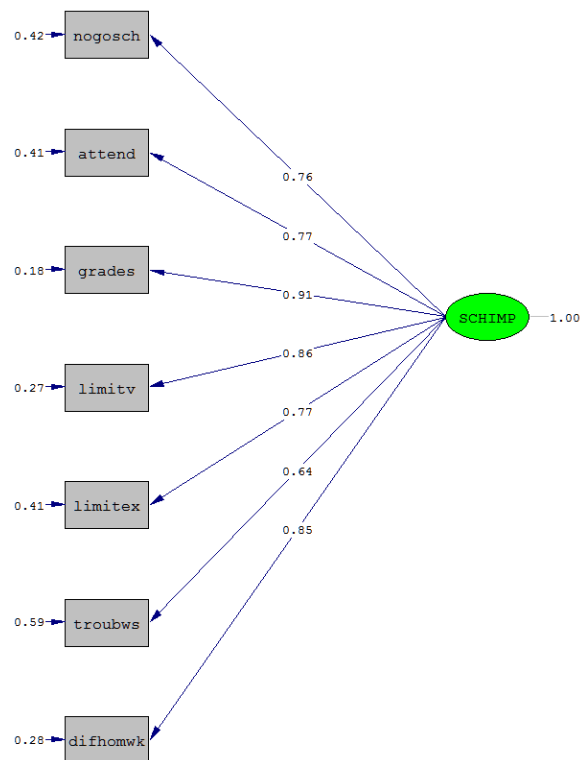 0.42 nogosch
0.76
0.41 attend
0.77
0.18 grades
0.91
SCHIMP 1.00
0.86
0.27 limitv
0.77
0.41 limitex
0.64
0.85
0.59 troubws
0.28 difhomwk